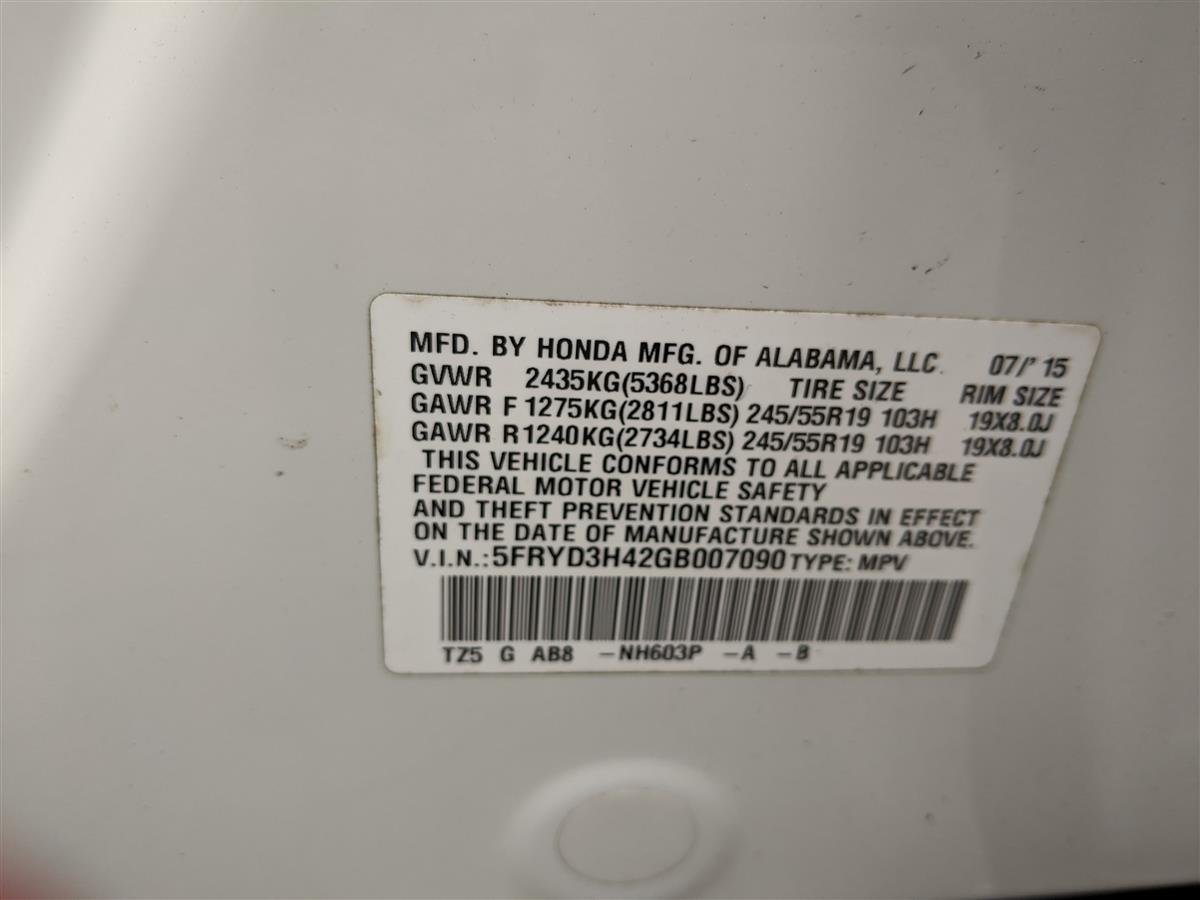 MFD. BY HONDA MFG. OF ALABAMA, LLC. 07/'15
GVWR 2435KG(5368LBS) TIRE SIZE RIM SIZE
GAWR F 1275KG(2811LBS) 245/55R19 103H 19X8.0J
GAWR R 1240KG(2734LBS) 245/55R19 103H 19X8.0J
THIS VEHICLE CONFORMS TO ALL APPLICABLE
FEDERAL MOTOR VEHICLE SAFETY
AND THEFT PREVENTION STANDARDS IN EFFECT
ON THE DATE OF MANUFACTURE SHOWN ABOVE.
V.I.N.: 5FRYD3H42GB007090 TYPE: MPV
TZ5 G AB8 -NH603P -A -B